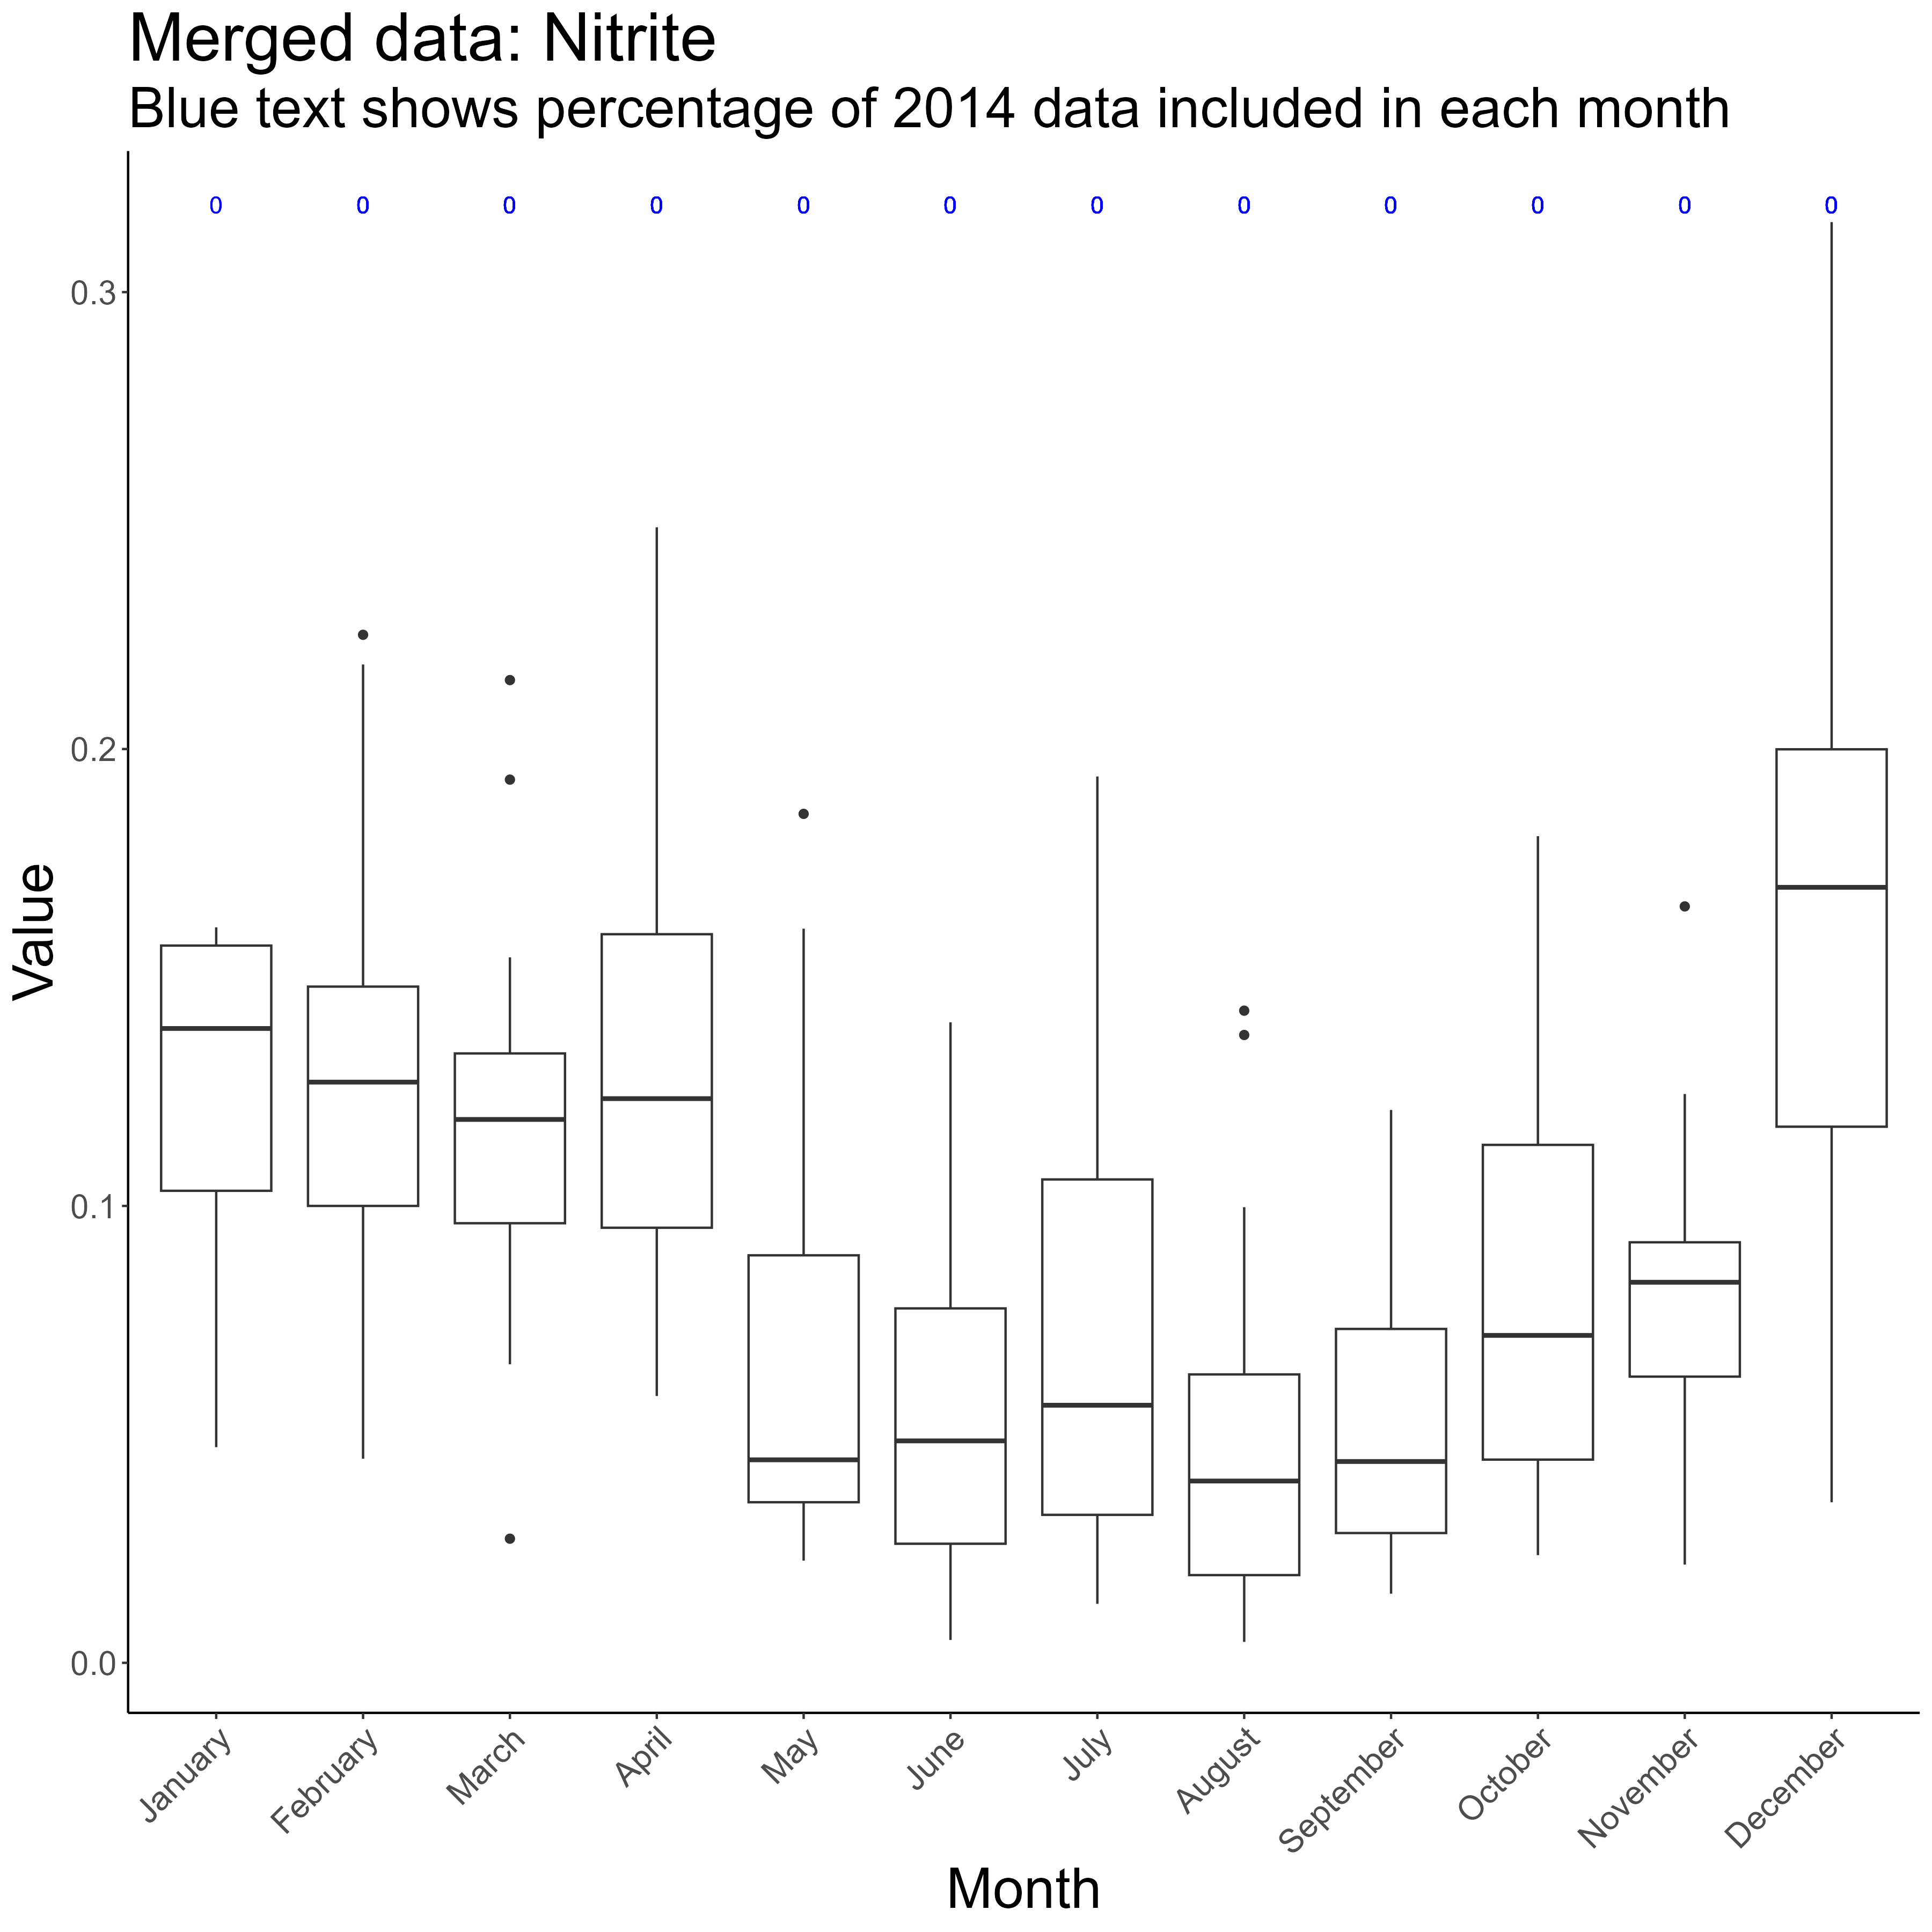 Merged data: Nitrite
Blue text shows percentage of 2014 data included in each month
0 0 0 0 0 0 0 0 0 0 0 0
0.3
0.2
0.1
0.0
Value
January February March April May June July August September October November December
Month